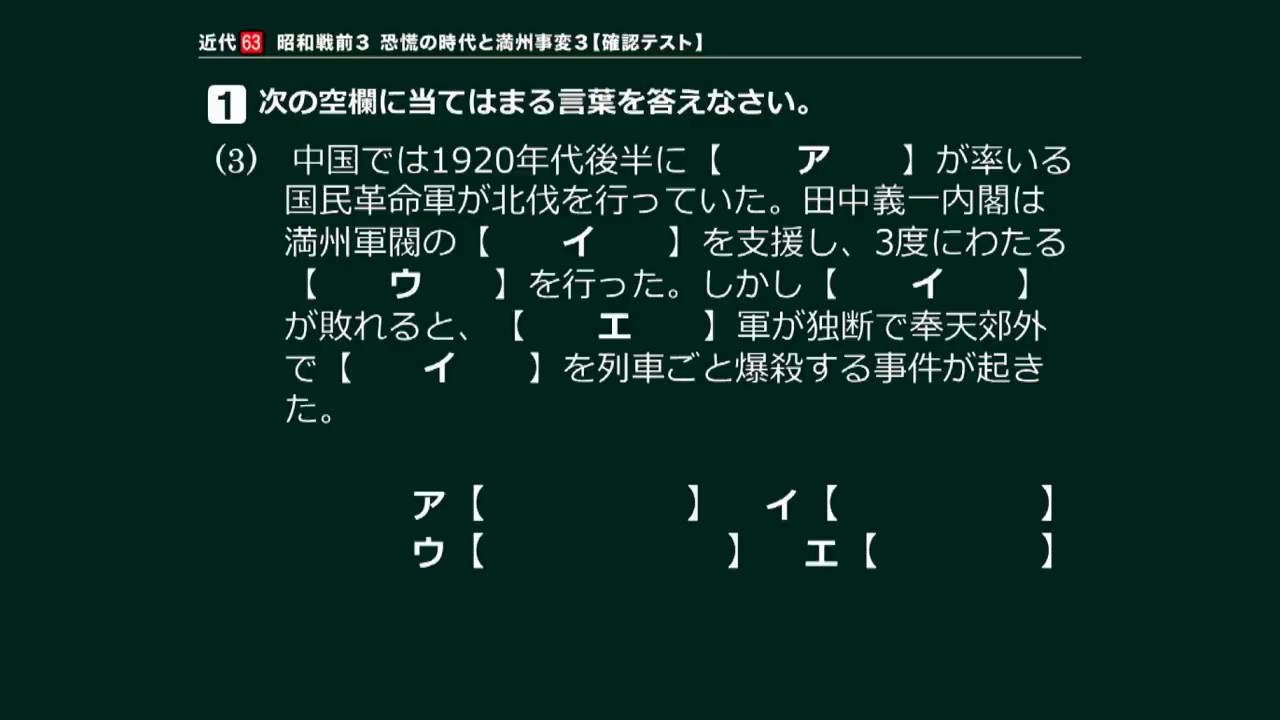 近代63 昭和戦前３ 恐慌の時代と満州事変３【確認テスト】
1 次の空欄に当てはまる言葉を答えなさい。
(3) 中国では1920年代後半に【 ア 】が率いる
国民革命軍が北伐を行っていた。田中義一内閣は
満州軍閥の【 イ 】を支援し、3度にわたる
【 ウ 】を行った。しかし【 イ 】
が敗れると、【 エ 】軍が独断で奉天郊外
で【 イ 】を列車ごと爆殺する事件が起き
た。
ア【 】 イ【 】
ウ【 】 エ【 】